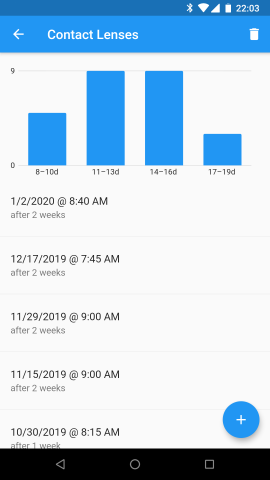 22:03
Contact Lenses
9
0
8–10d 11–13d 14–16d 17–19d
1/2/2020 @ 8:40 AM
after 2 weeks
12/17/2019 @ 7:45 AM
after 2 weeks
11/29/2019 @ 9:00 AM
after 2 weeks
11/15/2019 @ 9:00 AM
after 2 weeks
10/30/2019 @ 8:15 AM
after 1 week